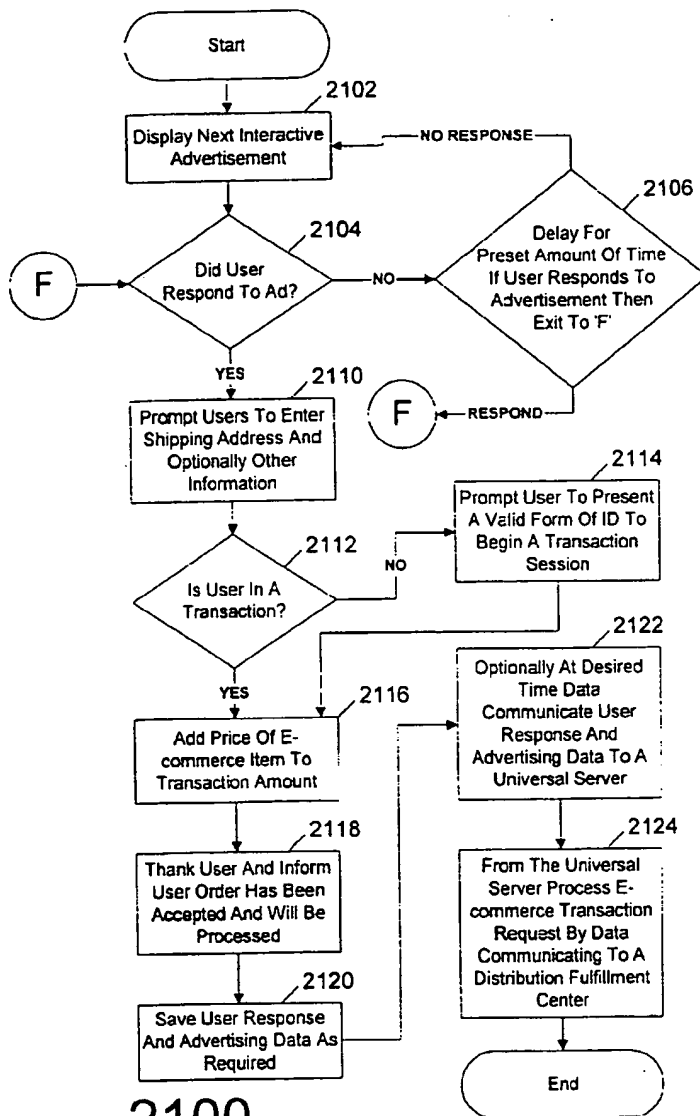 Start
2102
Display Next Interactive
Advertisement
NO RESPONSE
2106
2104
Delay For
Preset Amount Of Time
If User Responds To
Advertisement Then
Exit To 'F'
F
Did User
Respond To Ad?
NO
YES
2110
F
RESPOND
Prompt Users To Enter
Shipping Address And
Optionally Other
Information
2114
Prompt User To Present
A Valid Form Of ID To
Begin A Transaction
Session
2112
NO
Is User In A
Transaction?
2122
YES
2116
Optionally At Desired
Time Data
Communicate User
Response And
Advertising Data To A
Universal Server
Add Price Of E-
commerce Item To
Transaction Amount
2118
2124
Thank User And Inform
User Order Has Been
Accepted And Will Be
Processed
From The Universal
Server Process E-
commerce Transaction
Request By Data
Communicating To A
Distribution Fulfillment
Center
2120
Save User Response
And Advertising Data As
Required
End
2100